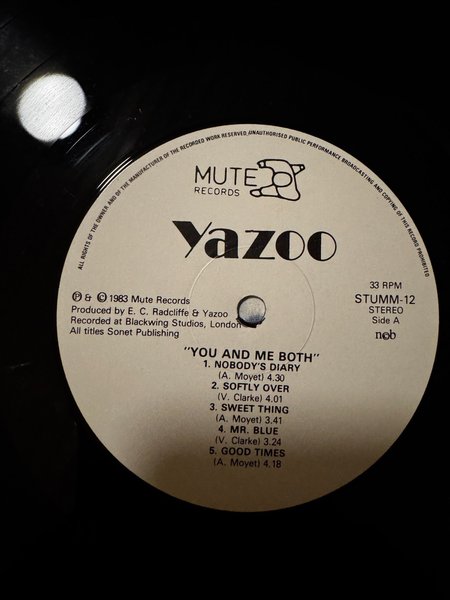 ALL RIGHTS OF THE OWNER AND OF THE MANUFACTURER OF THE RECORDED WORK RESERVED, UNAUTHORISED PUBLIC PERFORMANCE BROADCASTING AND COPYING OF THIS RECORD PROHIBITED
MUTE
RECORDS
Yazoo
℗ & © 1983 Mute Records
Produced by E. C. Radcliffe & Yazoo
Recorded at Blackwing Studios, London
All titles Sonet Publishing
33 RPM
STUMM-12
STEREO
Side A
n©b
"YOU AND ME BOTH"
1. NOBODY'S DIARY
(A. Moyet) 4.30
2. SOFTLY OVER
(V. Clarke) 4.01
3. SWEET THING
(A. Moyet) 3.41
4. MR. BLUE
(V. Clarke) 3.24
5. GOOD TIMES
(A. Moyet) 4.18